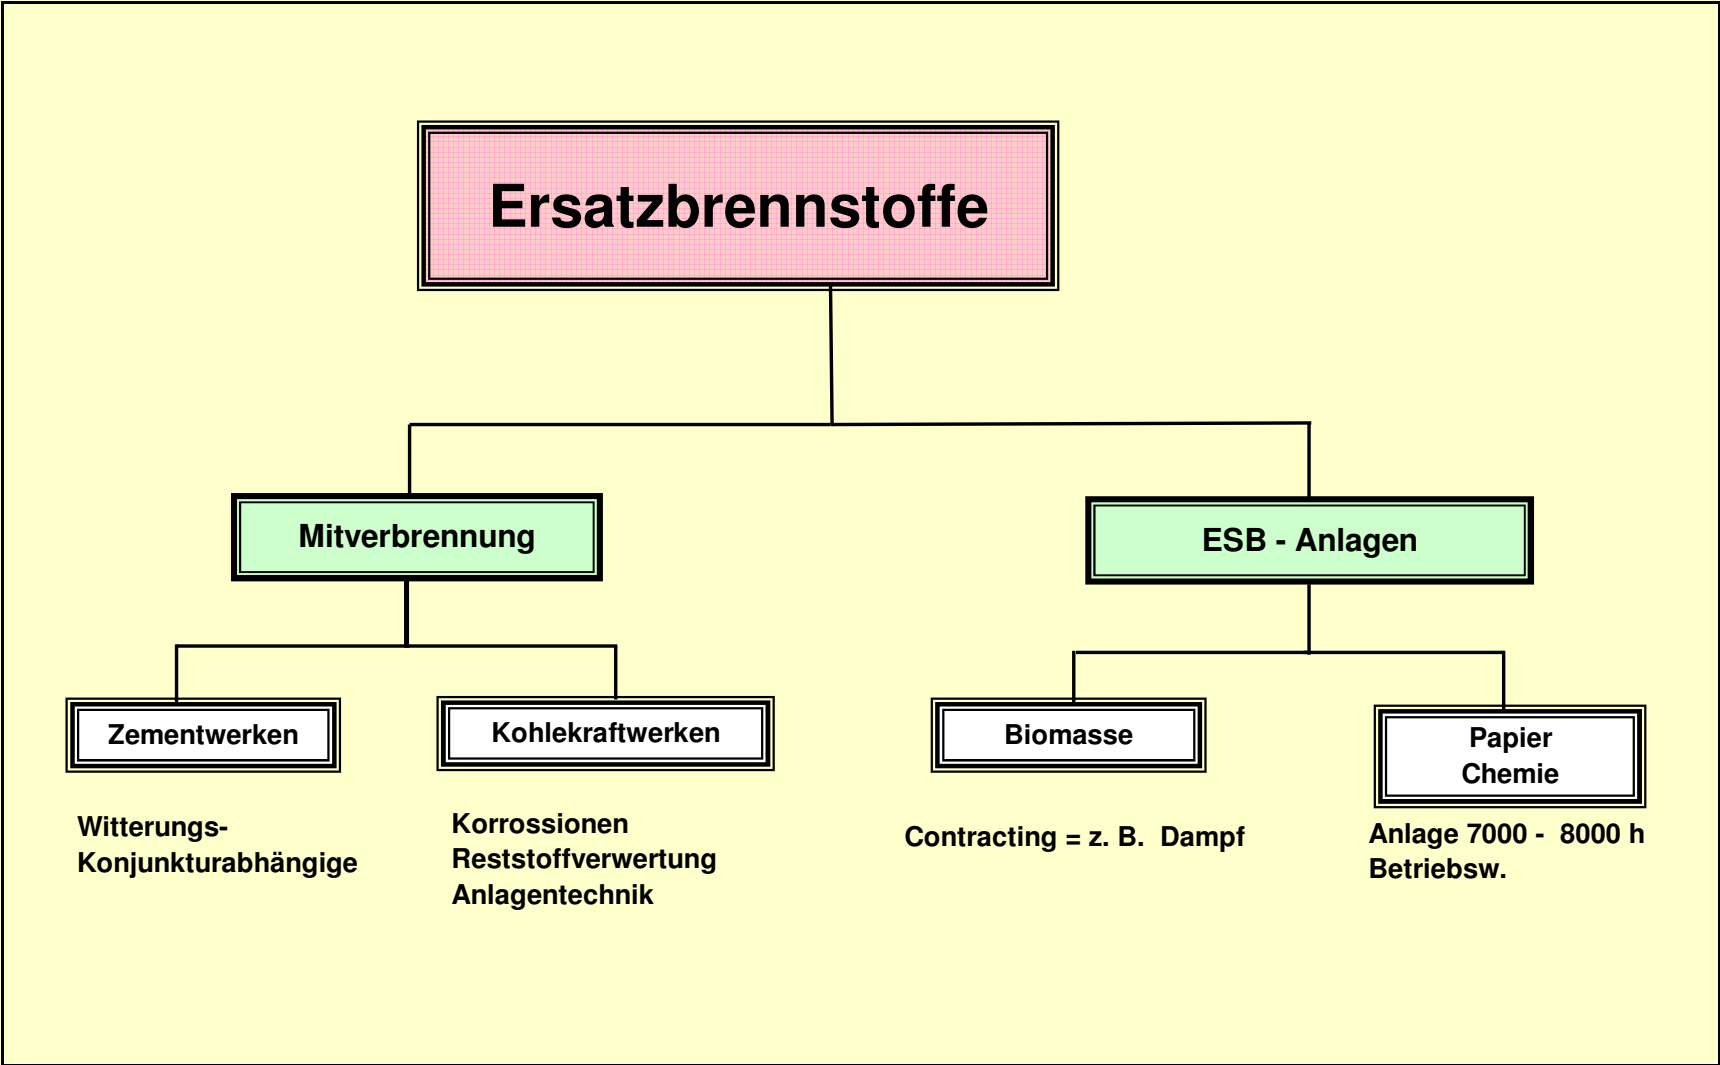 Ersatzbrennstoffe
Mitverbrennung
ESB - Anlagen
Zementwerken
Kohlekraftwerken
Biomasse
Papier
Chemie
Witterungs-
Konjunkturabhängige
Korrossionen
Reststoffverwertung
Anlagentechnik
Contracting = z. B. Dampf
Anlage 7000 - 8000 h
Betriebsw.